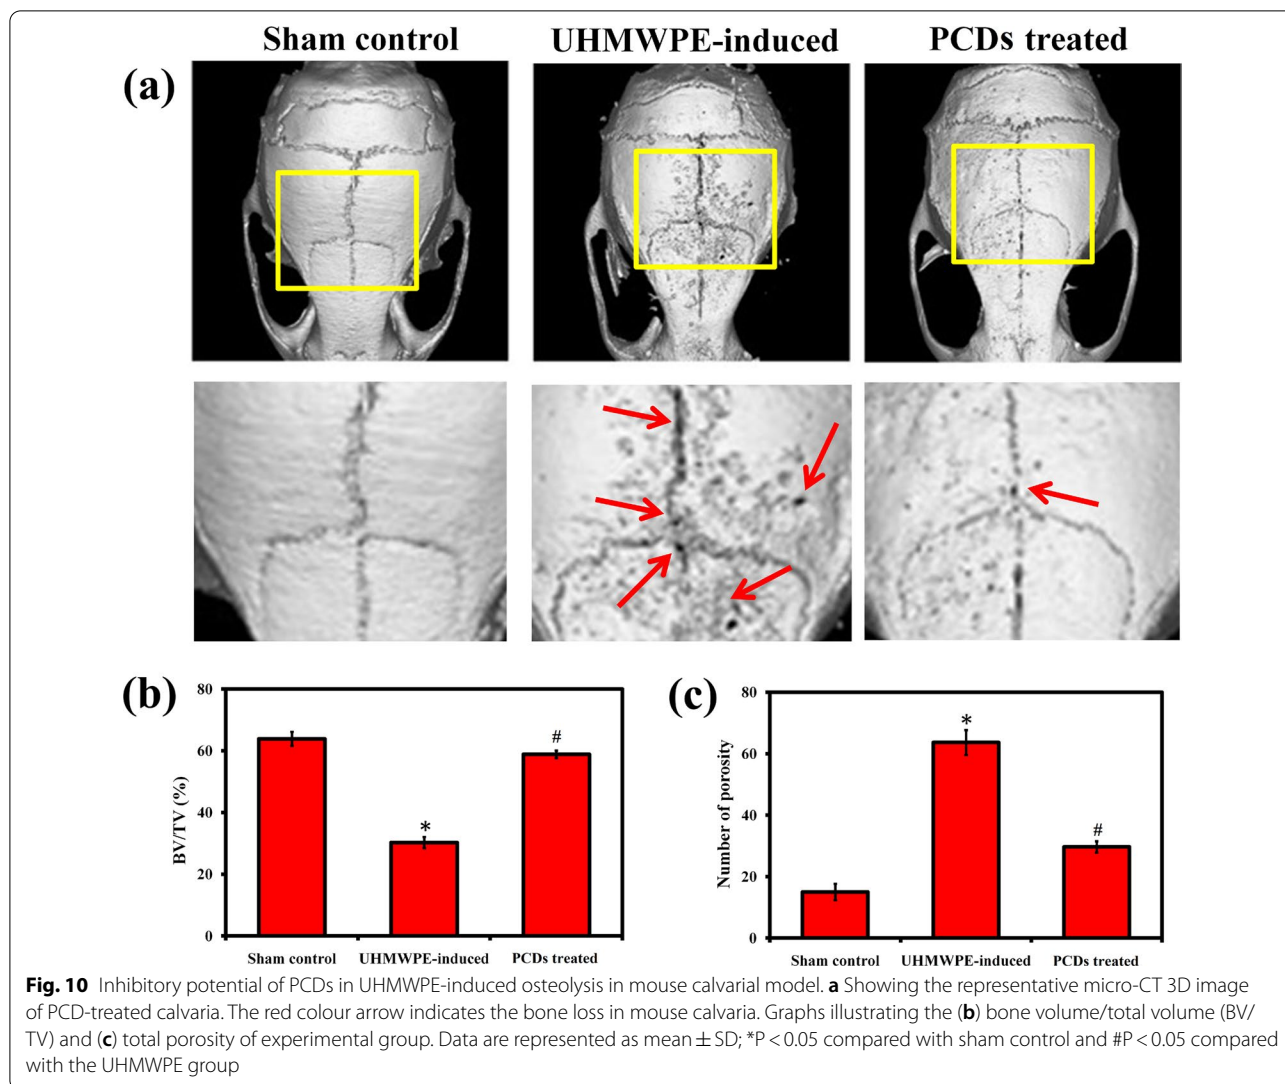 Sham control UHMWPE-induced PCDs treated
(a)
(b)
80
60
40
20
0
BV/TV (%)
*
#
Sham control UHMWPE-induced PCDs treated
(c)
80
60
40
20
0
Number of porosity
*
#
Sham control UHMWPE-induced PCDs treated
Fig. 10 Inhibitory potential of PCDs in UHMWPE-induced osteolysis in mouse calvarial model. a Showing the representative micro-CT 3D image
of PCD-treated calvaria. The red colour arrow indicates the bone loss in mouse calvaria. Graphs illustrating the (b) bone volume/total volume (BV/
TV) and (c) total porosity of experimental group. Data are represented as mean ± SD; *P < 0.05 compared with sham control and #P < 0.05 compared
with the UHMWPE group